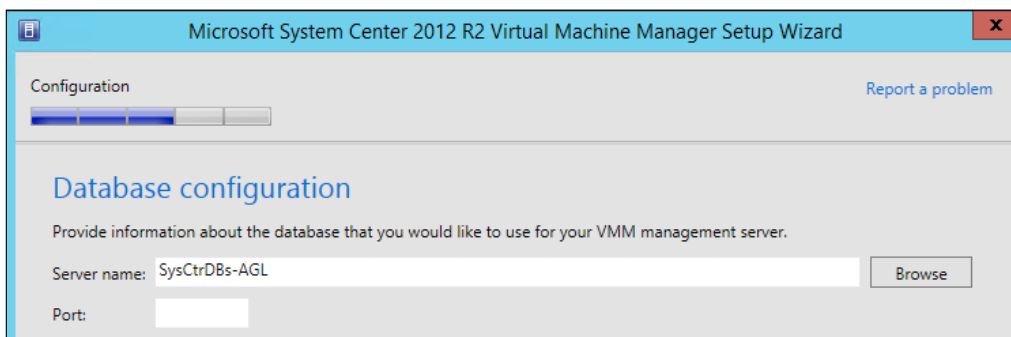 Microsoft System Center 2012 R2 Virtual Machine Manager Setup Wizard
x
Configuration
Report a problem
Database configuration
Provide information about the database that you would like to use for your VMM management server.
Server name: SysCtrDBs-AGL Browse
Port: